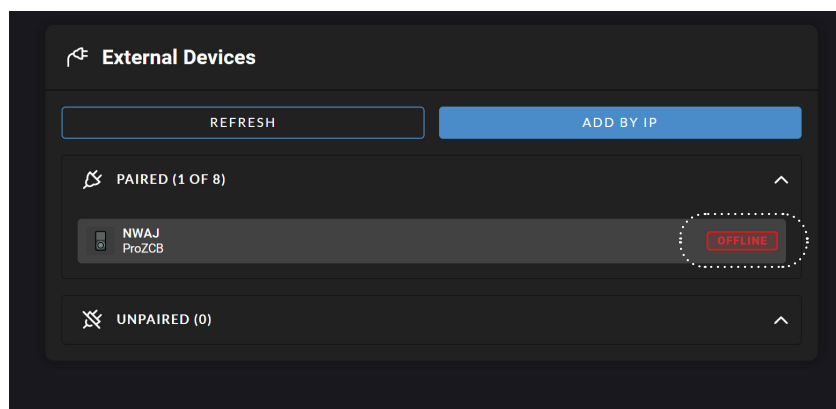 External Devices
REFRESH
ADD BY IP
PAIRED (1 OF 8)
NWAJ
ProZCB
OFFLINE
UNPAIRED (0)